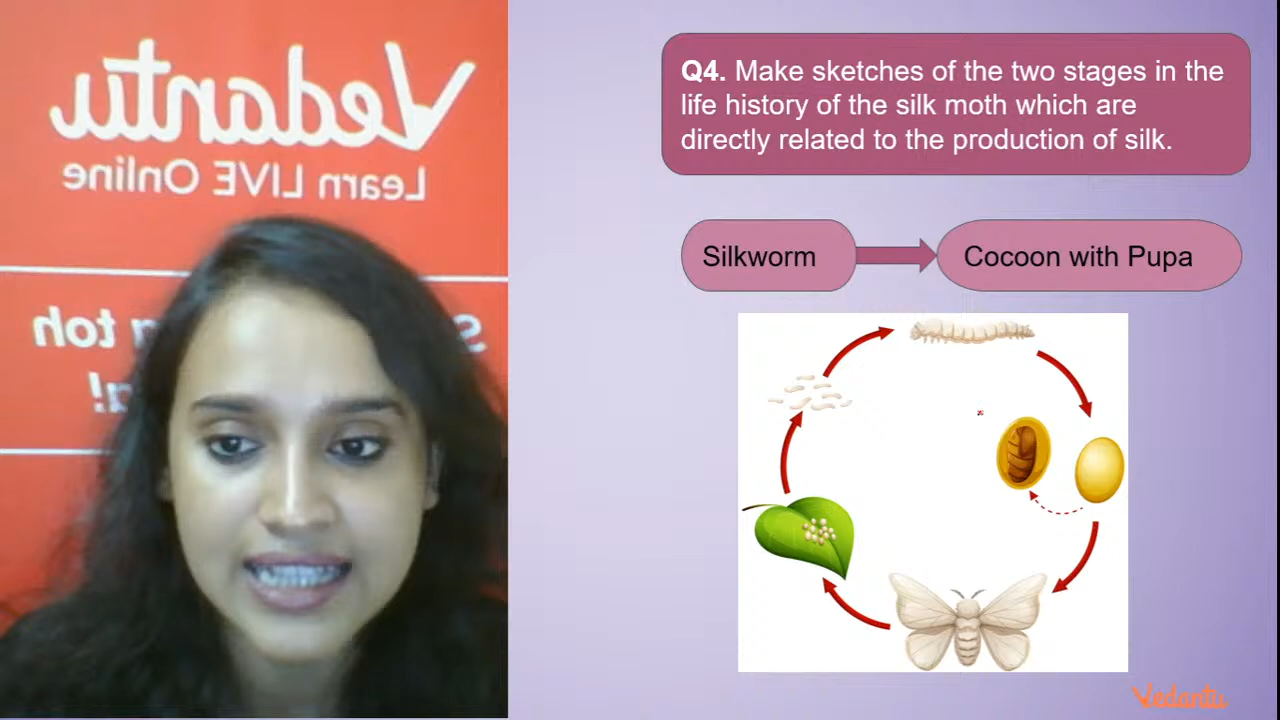 Vedantu
Learn LIVE Online
toh
!
Q4. Make sketches of the two stages in the
life history of the silk moth which are
directly related to the production of silk.
Silkworm
Cocoon with Pupa
Vedantu